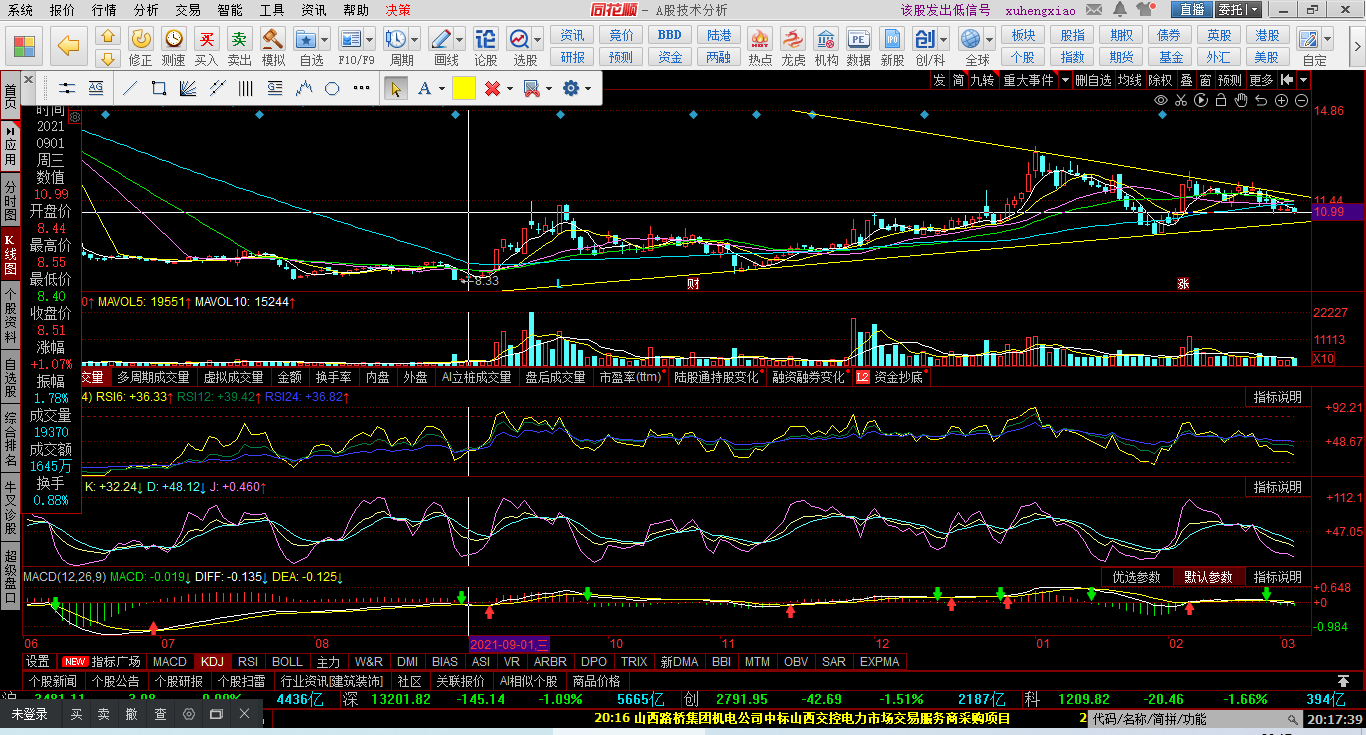 系统 报价 行情 分析 交易 智能 工具 资讯 帮助 决策
同花顺 - A股技术分析
该股发出低信号 xuhengxiao 直播 委托
修正 测速 买入 卖出 模拟 自选 F10/F9 周期 画线 论股 选股
买 卖
资讯 竞价 BBD 陆港
研报 预测 资金 两融
热点 龙虎 机构 数据 新股 创/科 全球
板块 股指 期权 债券 英股 港股
个股 指数 期货 基金 外汇 美股
自定
发 简 九转 重大事件 删自选 均线 除权 叠 窗 预测 更多
首页
应用
分时图
K线图
个股资料
自选股
综合排名
牛叉诊股
超级盘口
时间
2021
0901
周三
数值
10.99
开盘价
8.44
最高价
8.55
最低价
8.40
收盘价
8.51
涨幅
+1.07%
振幅
1.78%
成交量
19370
成交额
1645万
换手
0.88%
14.86
11.44
10.99
8.33
财
涨
0↑ MAVOL5: 19551↑ MAVOL10: 15244↑
22227
11113
X10
交量 多周期成交量 虚拟成交量 金额 换手率 内盘 外盘 AI立桩成交量 盘后成交量 市盈率(ttm) 陆股通持股变化 融资融券变化 L2 资金抄底
4) RSI6: +36.33↑ RSI12: +39.42↑ RSI24: +36.82↑
指标说明
+92.21
+48.67
K: +32.24↓ D: +48.12↓ J: +0.460↑
指标说明
+112.1
+47.05
MACD(12,26,9) MACD: -0.019↓ DIFF: -0.135↓ DEA: -0.125↓
优选参数 默认参数 指标说明
+0.648
+0
-0.984
06 07 08 2021-09-01,三 10 11 12 01 02 03
设置 NEW 指标广场 MACD KDJ RSI BOLL 主力 W&R DMI BIAS ASI VR ARBR DPO TRIX 新DMA BBI MTM OBV SAR EXPMA
个股新闻 个股公告 个股研报 个股扫雷 行业资讯[建筑装饰] 社区 关联报价 AI相似个股 商品价格
沪 3481.11 4436亿 深 13201.82 -145.14 -1.09% 5665亿 创 2791.95 -42.69 -1.51% 2187亿 科 1209.82 -20.46 -1.66% 394亿
未登录 买 卖 撤 查
20:16 山西路桥集团机电公司中标山西交控电力市场交易服务商采购项目
2
代码/名称/简拼/功能
20:17:39